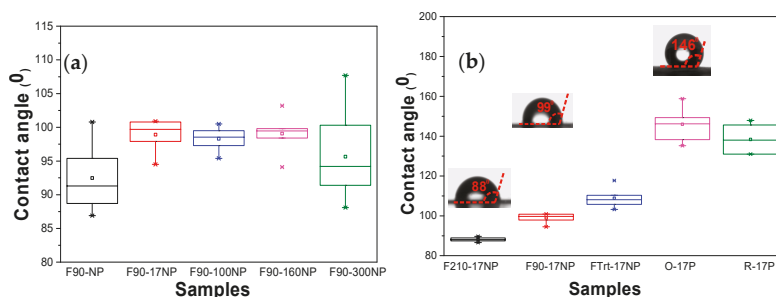 115
110
105
100
95
90
85
80
Contact angle (⁰)
(a)
F90-NP F90-17NP F90-100NP F90-160NP F90-300NP
Samples
200
180
160
140
120
100
80
Contact angle (⁰)
(b)
146°
99°
88°
F210-17NP F90-17NP FTrt-17NP O-17P R-17P
Samples